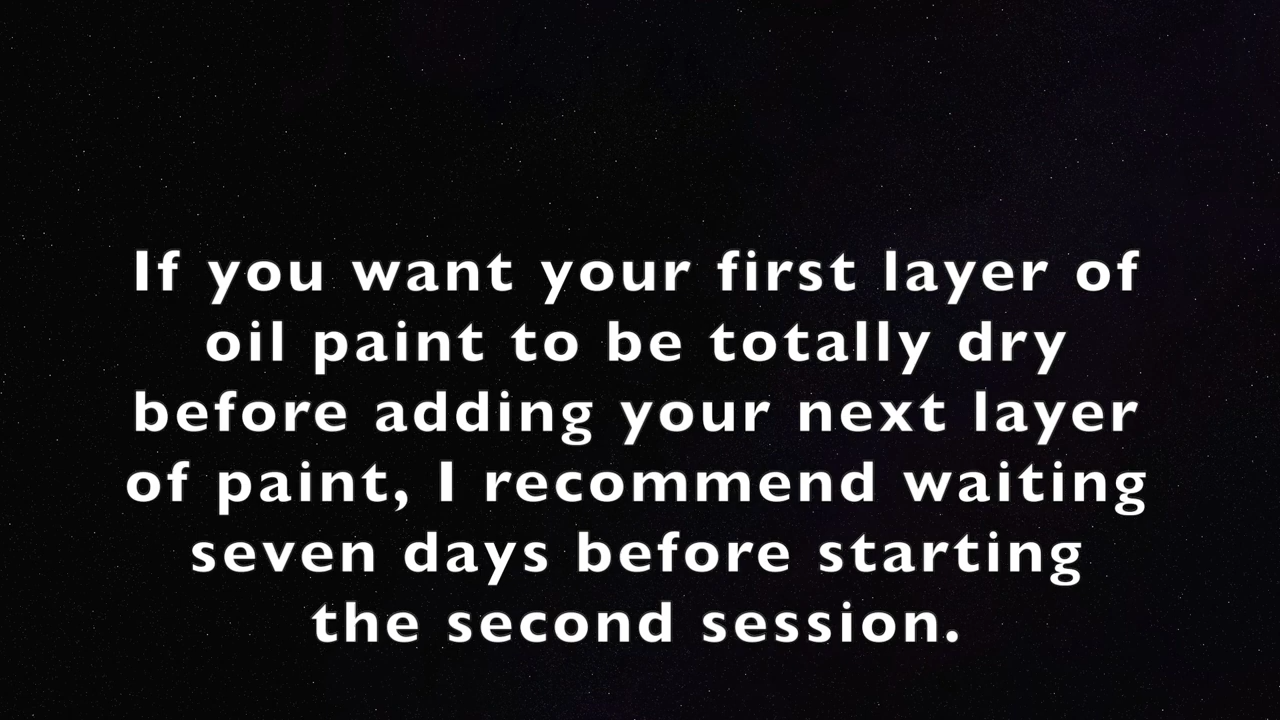 If you want your first layer of
oil paint to be totally dry
before adding your next layer
of paint, I recommend waiting
seven days before starting
the second session.